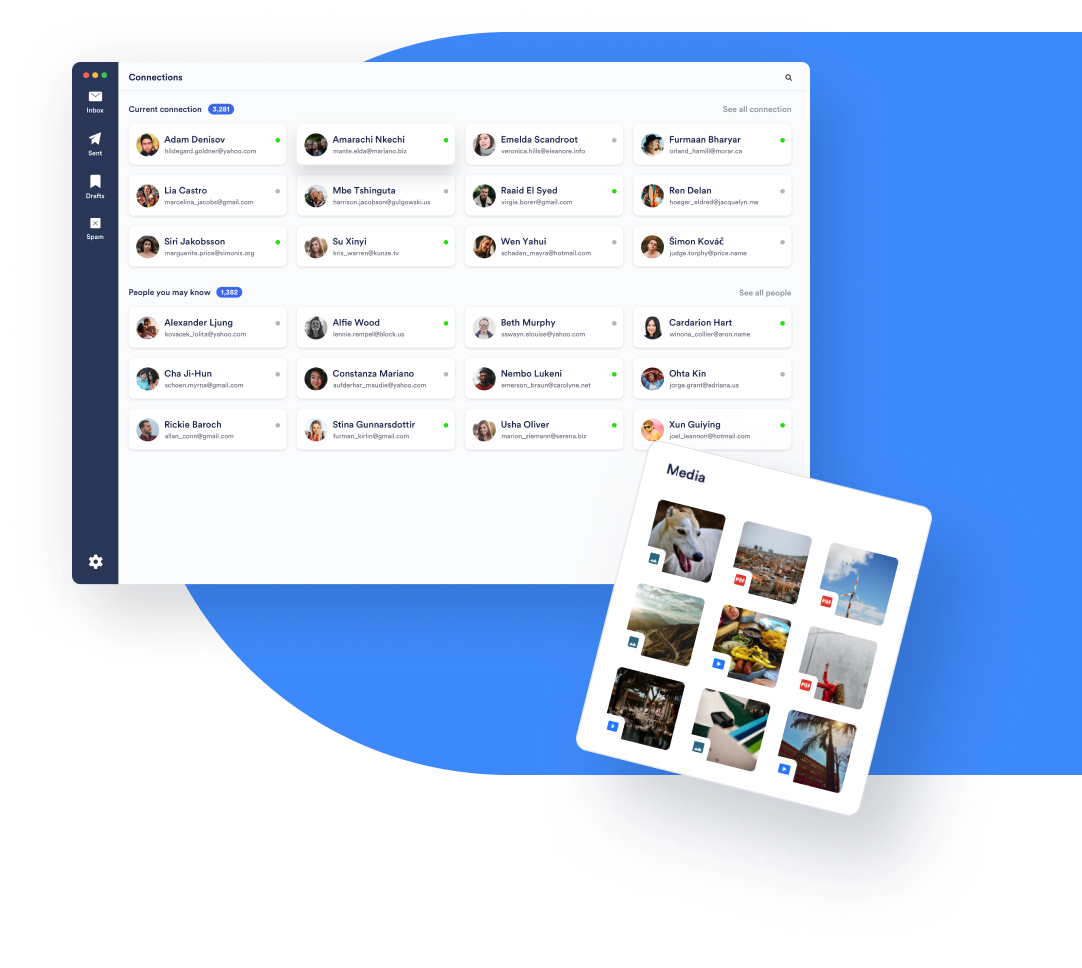 Connections
Inbox
Sent
Drafts
Spam
Current connection 3,281 See all connection
Adam Denisov
hildegard.goldner@yahoo.com
Amarachi Nkechi
mante.elda@mariano.biz
Emelda Scandroot
veronica.hills@eleanore.info
Furmaan Bharyar
orland_hamill@morar.ca
Lia Castro
marcelina_jacobs@gmail.com
Mbe Tshinguta
harrison.jacobson@gulgowski.us
Raaid El Syed
virgie.borer@gmail.com
Ren Delan
hoeger_eldred@jacquelyn.me
Siri Jakobsson
marguerite.price@simonis.org
Su Xinyi
kris_warren@kunze.tv
Wen Yahui
schaden_mayra@hotmail.com
Šimon Kováč
judge.torphy@price.name
People you may know 1,382 See all people
Alexander Ljung
kovacek_lolita@yahoo.com
Alfie Wood
lennie.rempel@block.us
Beth Murphy
sawayn.elouise@yahoo.com
Cardarion Hart
winona_collier@aron.name
Cha Ji-Hun
schoen.myrna@gmail.com
Constanza Mariano
aufderhar_maudie@yahoo.com
Nembo Lukeni
emerson_braun@carolyne.net
Ohta Kin
jorge.grant@adriana.us
Rickie Baroch
allan_conn@gmail.com
Stina Gunnarsdottir
furman_kirlin@gmail.com
Usha Oliver
marion_ziemann@serena.biz
Xun Guiying
joel_leannon@hotmail.com
Media
PDF
PDF
PDF